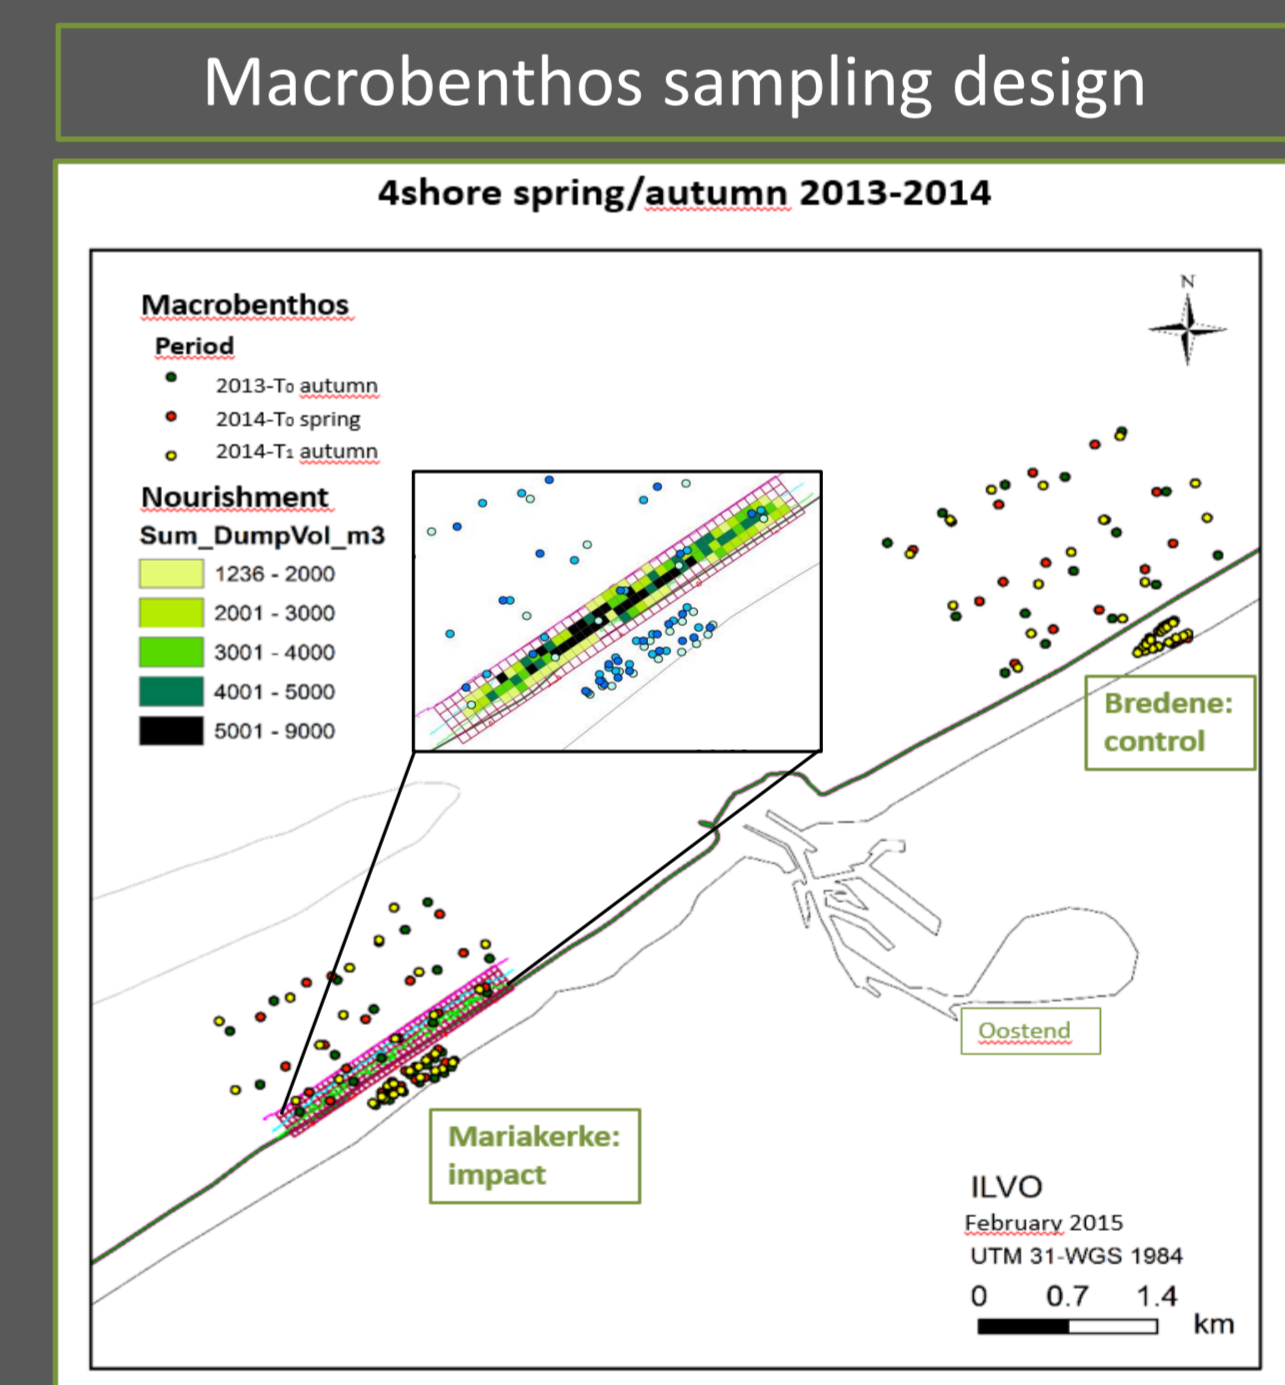 Macrobenthos sampling design
4shore spring/autumn 2013-2014
N
Macrobenthos
Period
2013-T0 autumn
2014-T0 spring
2014-T1 autumn
Nourishment
Sum_DumpVol_m3
1236 - 2000
2001 - 3000
3001 - 4000
4001 - 5000
5001 - 9000
Bredene:
control
Oostend
Mariakerke:
impact
ILVO
February 2015
UTM 31-WGS 1984
0 0.7 1.4
km